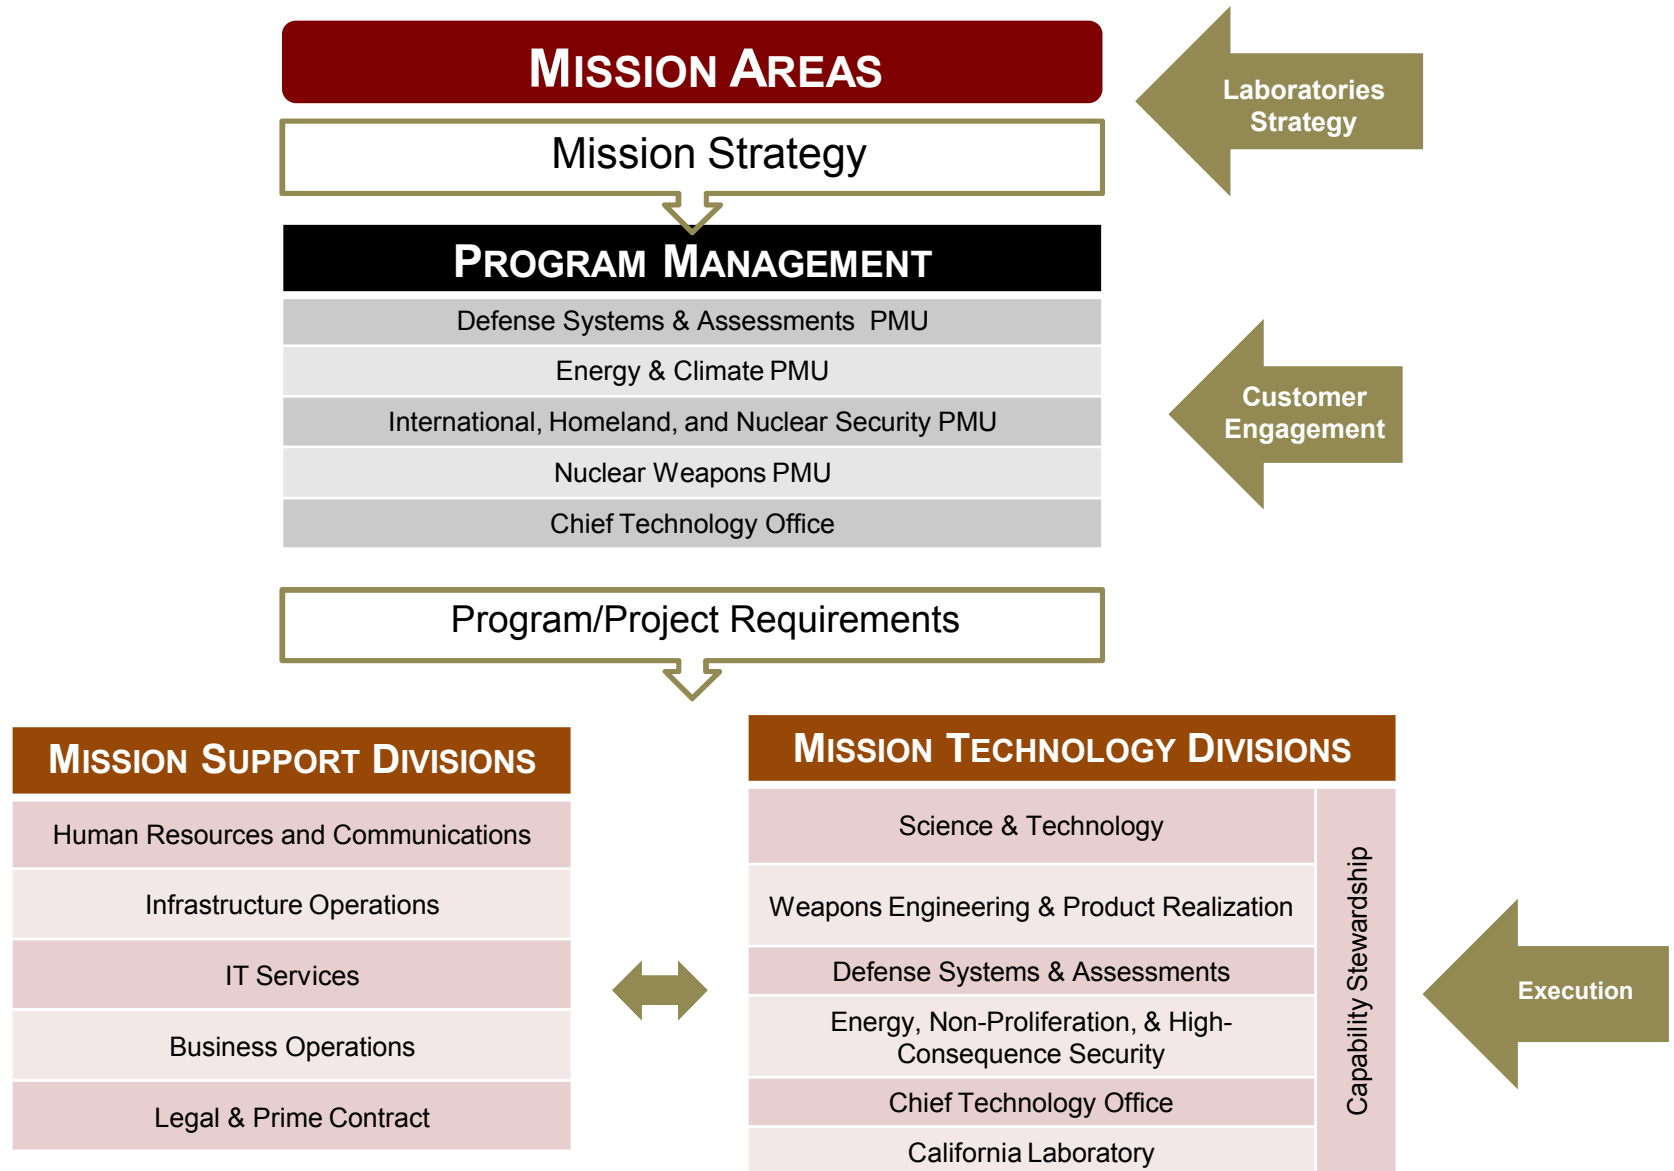 MISSION AREAS
Laboratories
Strategy
Mission Strategy
PROGRAM MANAGEMENT
Defense Systems & Assessments PMU
Energy & Climate PMU
International, Homeland, and Nuclear Security PMU
Nuclear Weapons PMU
Chief Technology Office
Customer
Engagement
Program/Project Requirements
MISSION SUPPORT DIVISIONS
Human Resources and Communications
Infrastructure Operations
IT Services
Business Operations
Legal & Prime Contract
MISSION TECHNOLOGY DIVISIONS
Science & Technology
Weapons Engineering & Product Realization
Defense Systems & Assessments
Energy, Non-Proliferation, & High-
Consequence Security
Chief Technology Office
California Laboratory
Capability Stewardship
Execution